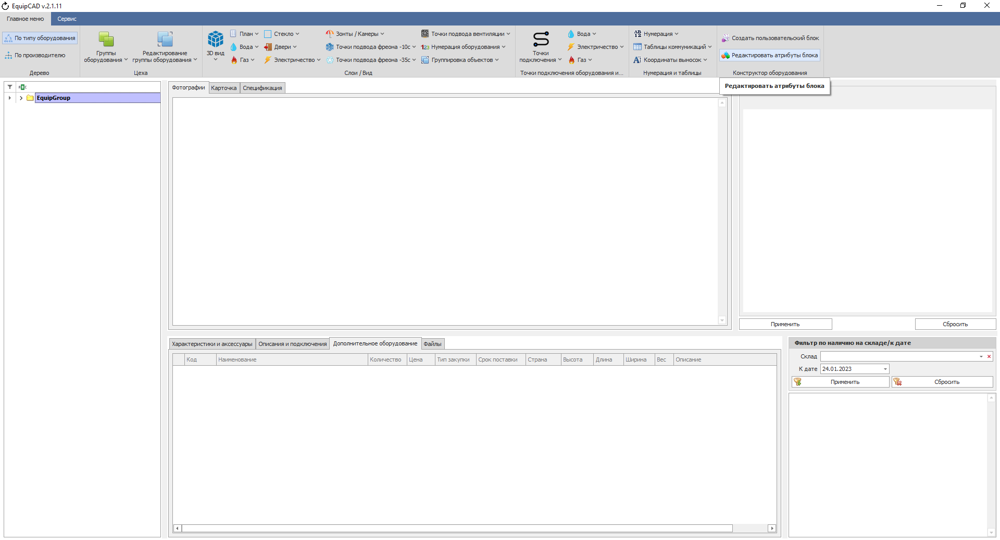 EquipCAD v.2.1.11
Главное меню
Сервис
По типу оборудования
По производителю
Дерево
Группы
оборудования
Редактирование
группы оборудования
Цеха
3D вид
План
Вода
Газ
Стекло
Двери
Электричество
Зонты / Камеры
Точки подвода фреона -10с
Точки подвода фреона -35с
Точки подвода вентиляции
123 Нумерация оборудования
Группировка объектов
Слои / Вид
Точки
подключения
Вода
Электричество
Газ
Точки подключения оборудования и...
AB
12
Нумерация
Таблицы коммуникаций
Координаты выносок
Нумерация и таблицы
Создать пользовательский блок
Редактировать атрибуты блока
Конструктор оборудования
Редактировать атрибуты блока
EquipGroup
Фотографии
Карточка
Спецификация
Применить
Сбросить
Характеристики и аксессуары
Описания и подключения
Дополнительное оборудование
Файлы
Код
Наименование
Количество
Цена
Тип закупки
Срок поставки
Страна
Высота
Длина
Ширина
Вес
Описание
Фильтр по наличию на складе/к дате
Склад
К дате 24.01.2023
Применить
Сбросить